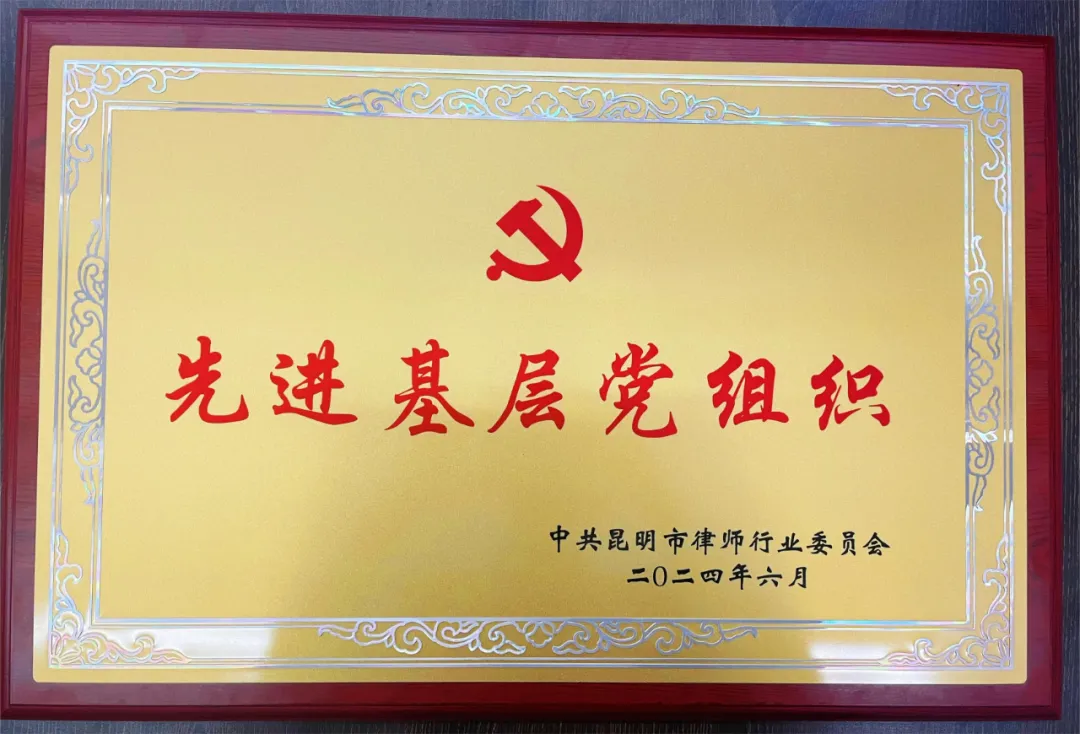 先进基层党组织
中共昆明市律师行业委员会
二〇二四年六月